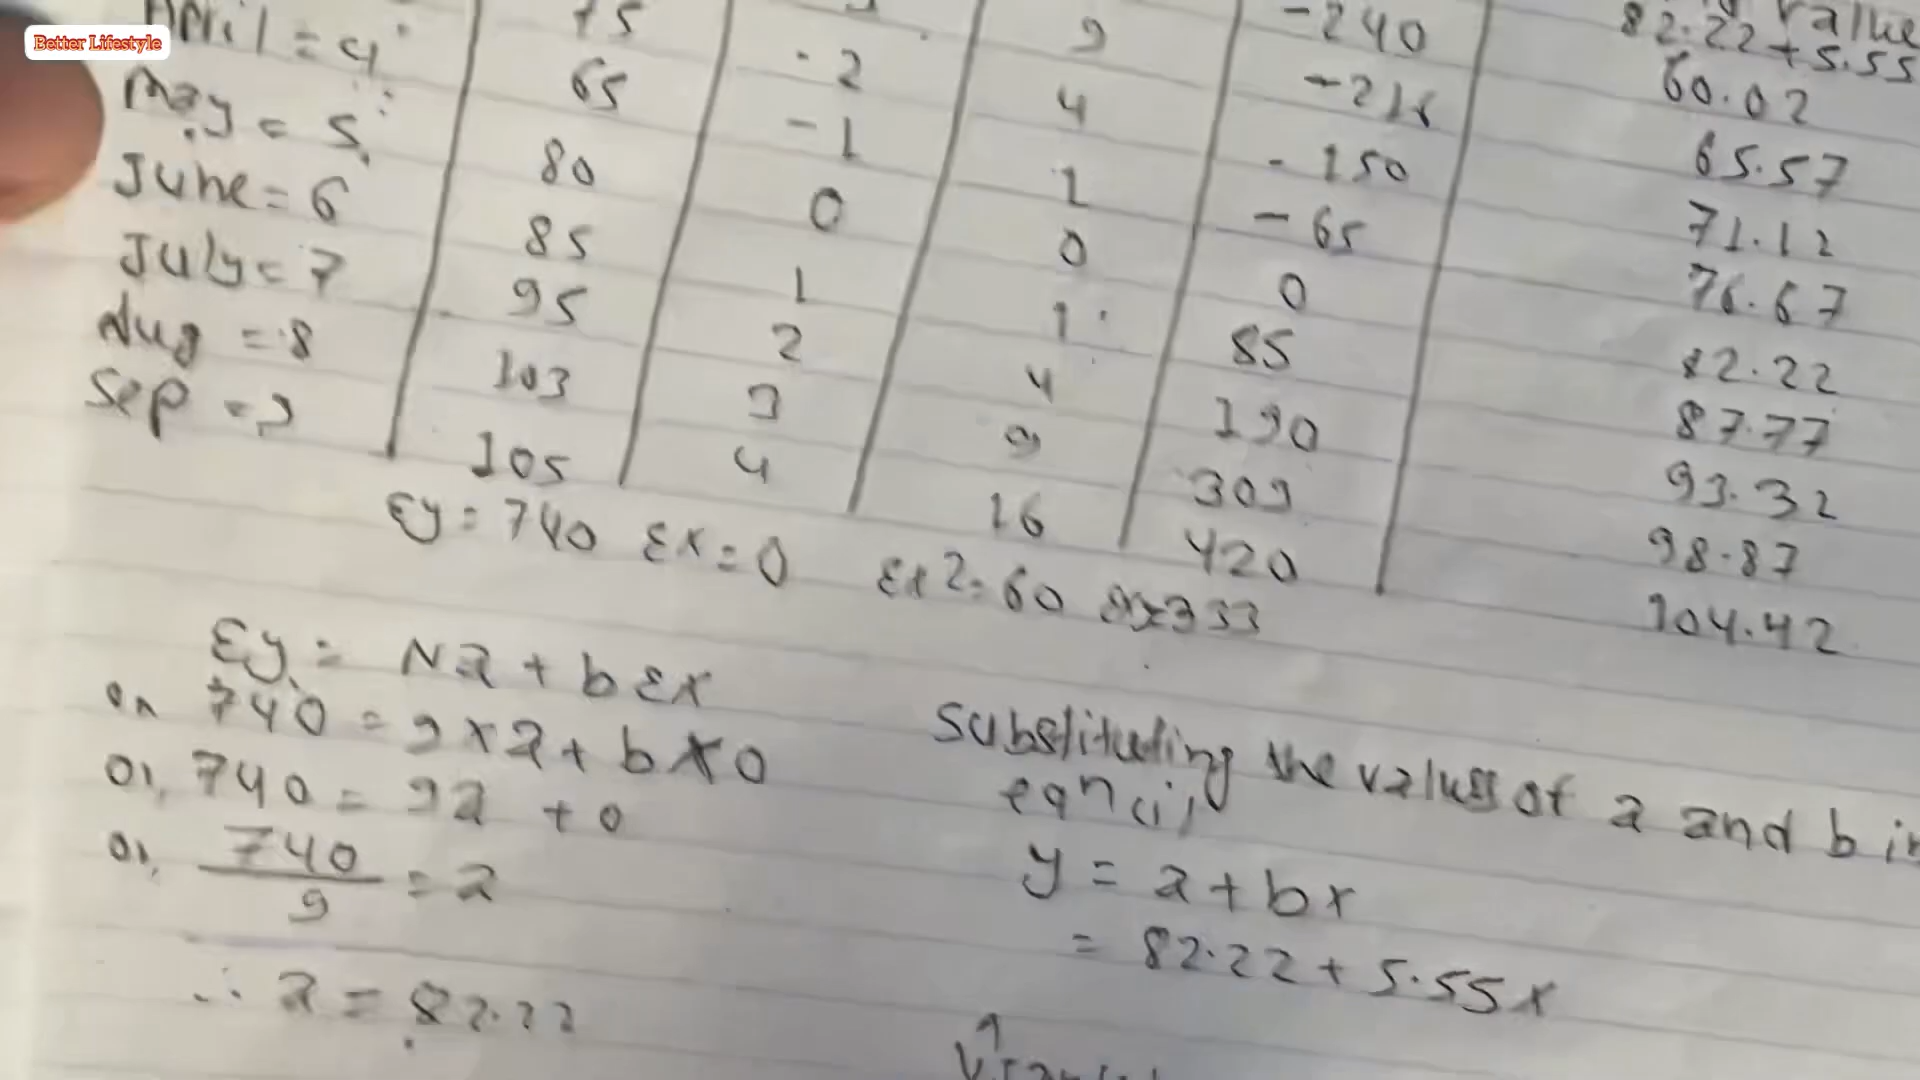 Better Lifestyle
April = 4 75 9 -240 82.22+5.55
May = 5 65 -2 4 60.02
June = 6 80 -1 1 -150 65.57
July = 7 85 0 0 -65 71.12
Aug = 8 95 1 1 0 76.67
Sep = 9 103 2 4 85 82.22
105 3 9 190 87.77
4 16 309 93.32
420 98.87
104.42
Σy = 740 Σx = 0 Σx2 = 60
Σy = Na + bΣx
or 740 = 9xa + bx0
or, 740 = 9a + 0
or, 740/9 = a
∴ a = 82.22
substituting the values of a and b in
eqn (i),
y = a + bx
= 82.22 + 5.55x